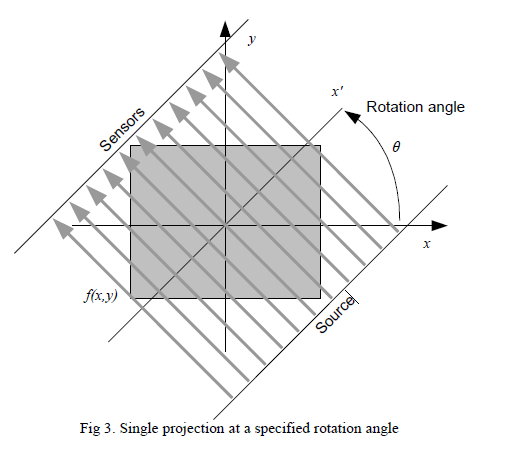 y
x'
Rotation angle
Sensors
θ
x
f(x,y)
Source
Fig 3. Single projection at a specified rotation angle